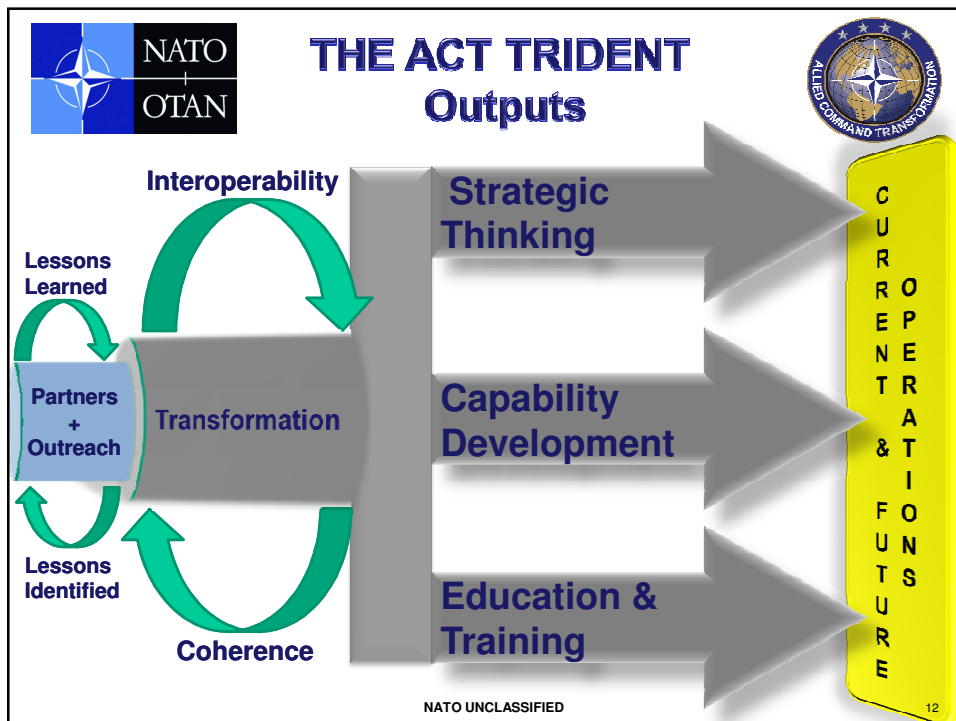 NATO
+
OTAN
THE ACT TRIDENT
Outputs
ALLIED COMMAND TRANSFORMATION
Interoperability
Lessons
Learned
Partners
+
Outreach
Transformation
Lessons
Identified
Coherence
Strategic
Thinking
Capability
Development
Education &
Training
CURRENT & FUTURE
OPERATIONS
NATO UNCLASSIFIED
12